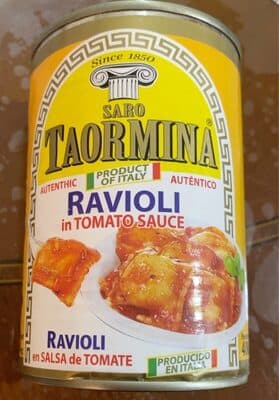 Since 1850
SARO
TAORMINA®
AUTHENTHIC
PRODUCT
OF ITALY
AUTÉNTICO
RAVIOLI
in TOMATO SAUCE
RAVIOLI
en SALSA de TOMATE
PRODUCIDO
EN ITALIA